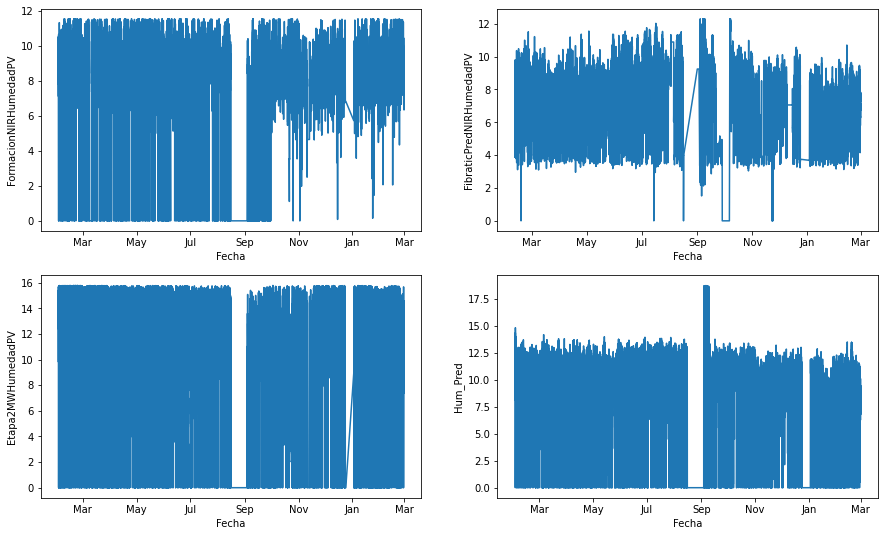 FormacionNIRHumedadPV
12
10
8
6
4
2
0
Mar May Jul Sep Nov Jan Mar
Fecha
FibraticPredNIRHumedadPV
12
10
8
6
4
2
0
Mar May Jul Sep Nov Jan Mar
Fecha
Etapa2MWHumedadPV
16
14
12
10
8
6
4
2
0
Mar May Jul Sep Nov Jan Mar
Fecha
Hum_Pred
17.5
15.0
12.5
10.0
7.5
5.0
2.5
0.0
Mar May Jul Sep Nov Jan Mar
Fecha